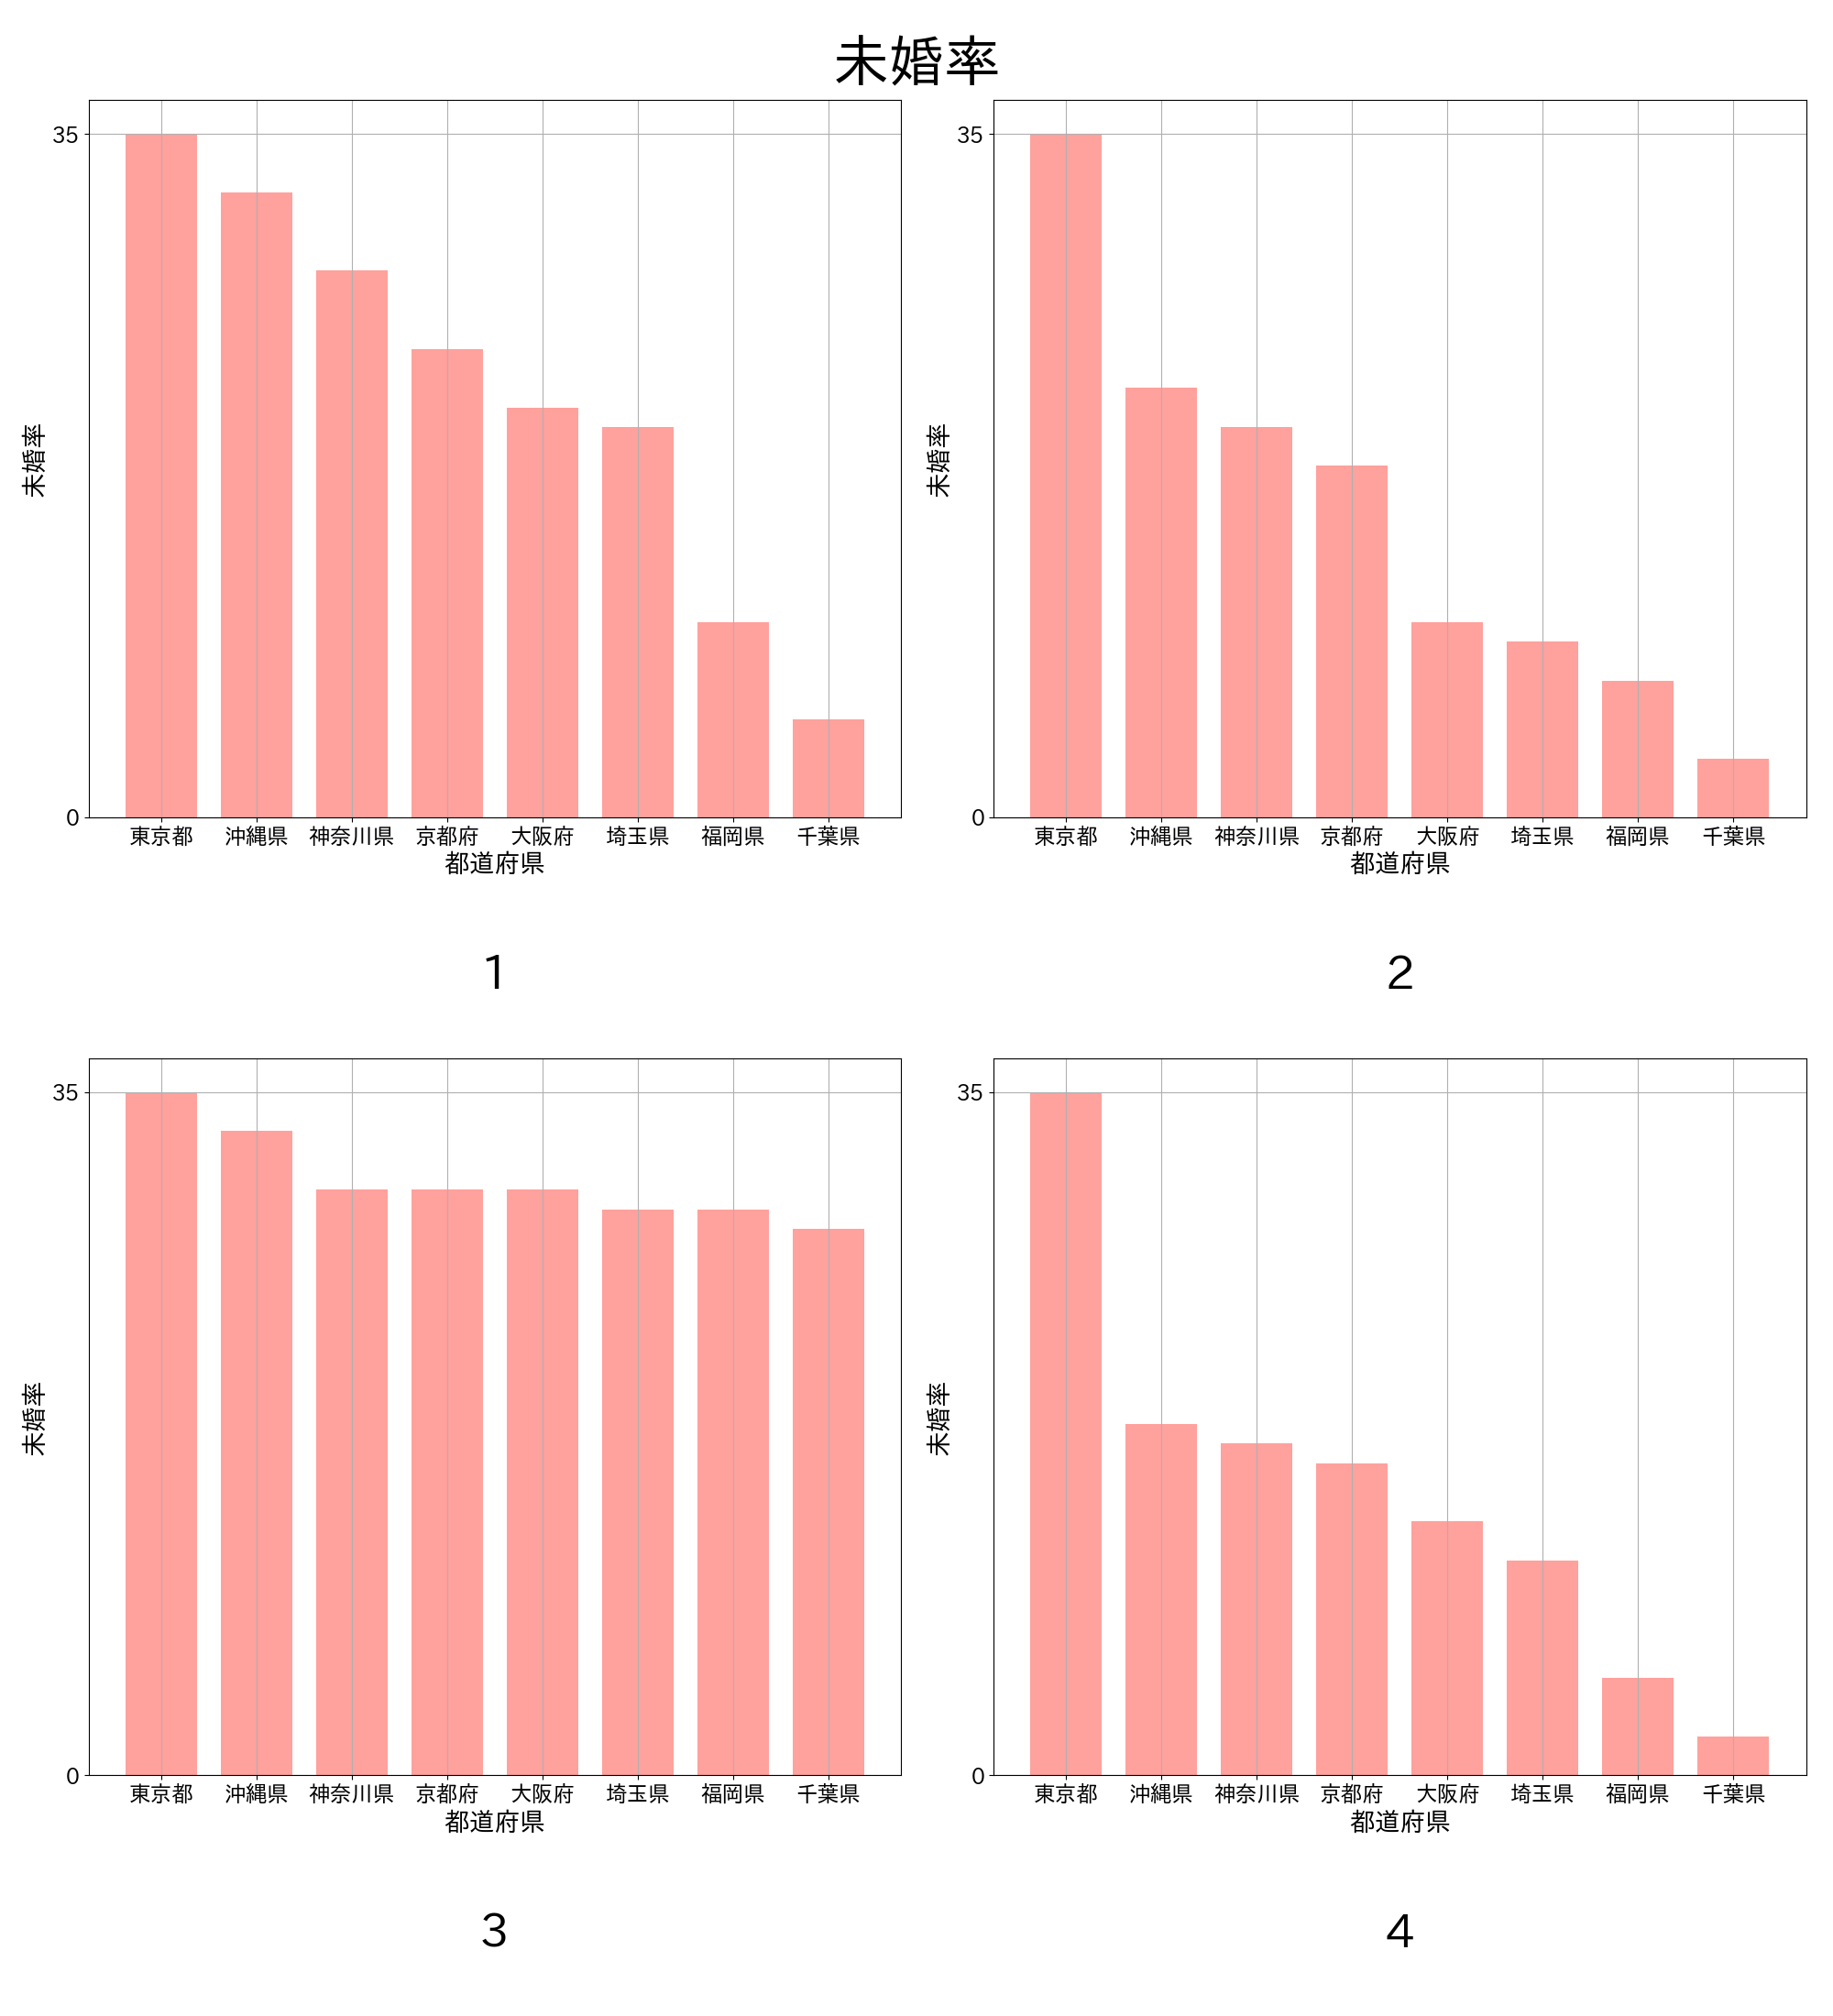 未婚率
35
0
未婚率
東京都 沖縄県 神奈川県 京都府 大阪府 埼玉県 福岡県 千葉県
都道府県
1
35
0
未婚率
東京都 沖縄県 神奈川県 京都府 大阪府 埼玉県 福岡県 千葉県
都道府県
2
35
0
未婚率
東京都 沖縄県 神奈川県 京都府 大阪府 埼玉県 福岡県 千葉県
都道府県
3
35
0
未婚率
東京都 沖縄県 神奈川県 京都府 大阪府 埼玉県 福岡県 千葉県
都道府県
4